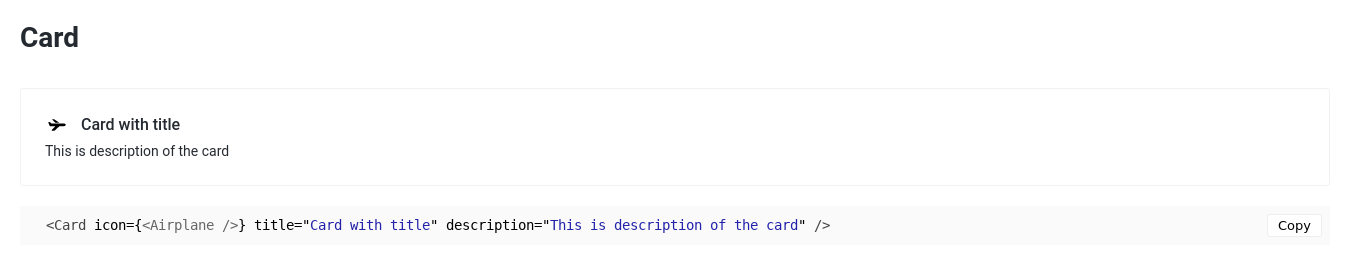 Card
Card with title
This is description of the card
<Card icon={<Airplane />} title="Card with title" description="This is description of the card" />
Copy